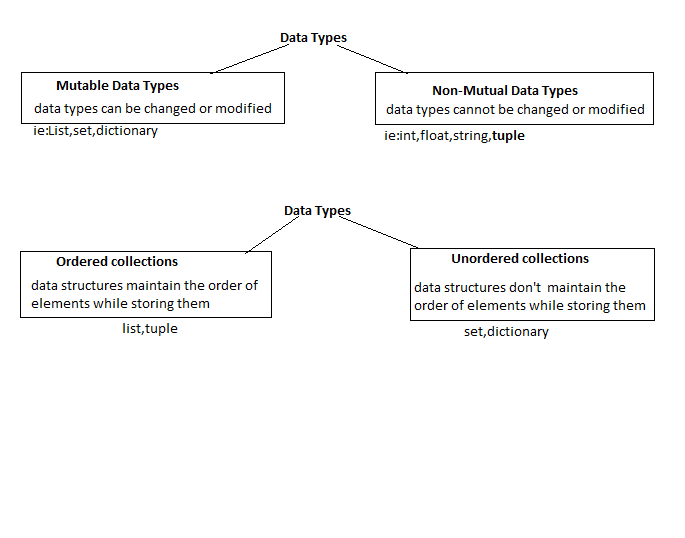 Data Types
Mutable Data Types
data types can be changed or modified
ie:List,set,dictionary
Non-Mutual Data Types
data types cannot be changed or modified
ie:int,float,string,tuple
Data Types
Ordered collections
data structures maintain the order of
elements while storing them
list,tuple
Unordered collections
data structures don't maintain the
order of elements while storing them
set,dictionary